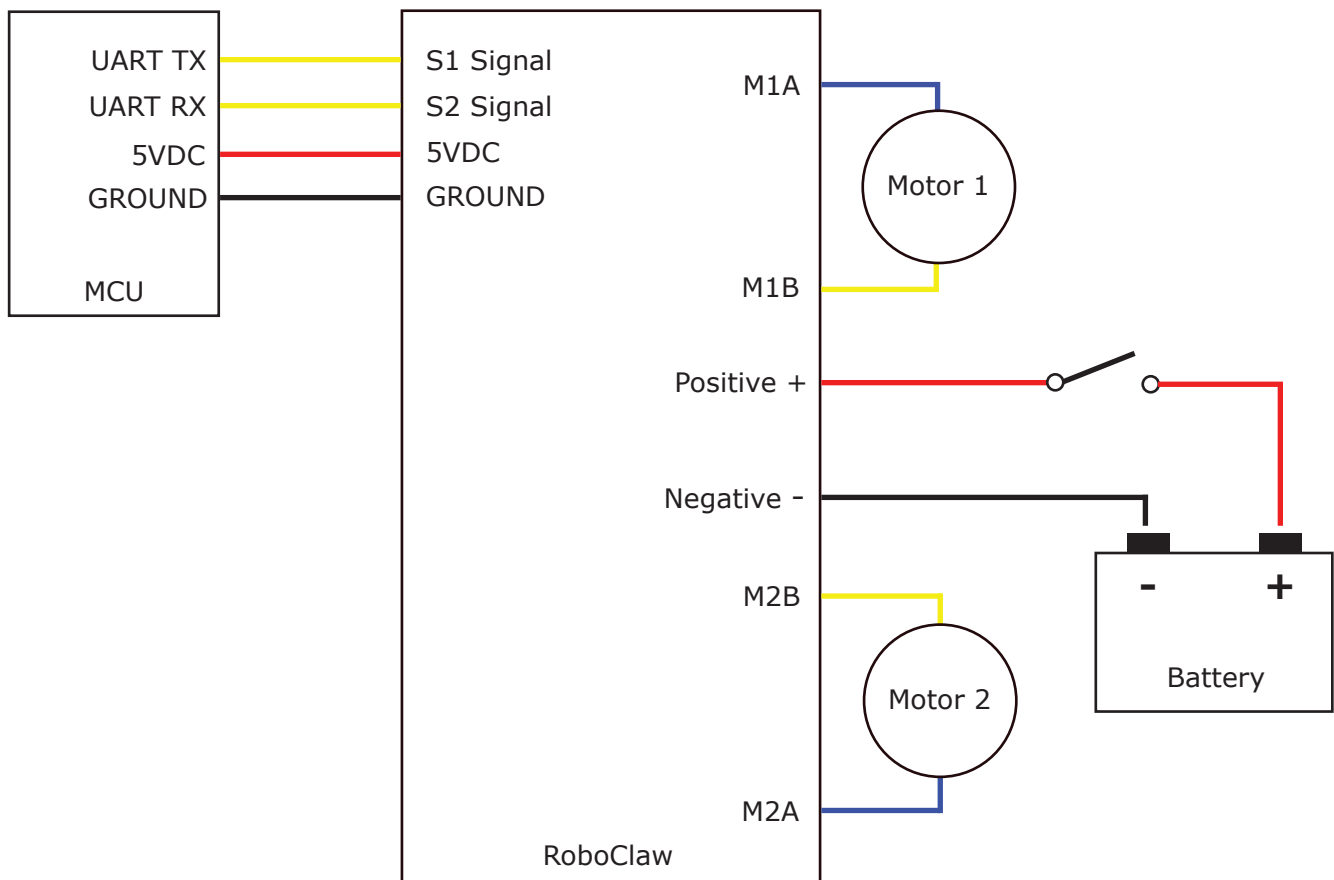 UART TX
UART RX
5VDC
GROUND
MCU
S1 Signal
S2 Signal
5VDC
GROUND
M1A
M1B
Positive +
Negative -
M2B
M2A
RoboClaw
Motor 1
Motor 2
- +
Battery